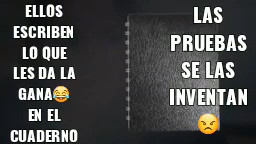 ELLOS
ESCRIBEN
LO QUE
LES DA LA
GANA😂
EN EL
CUADERNO
LAS
PRUEBAS
SE LAS
INVENTAN
😠